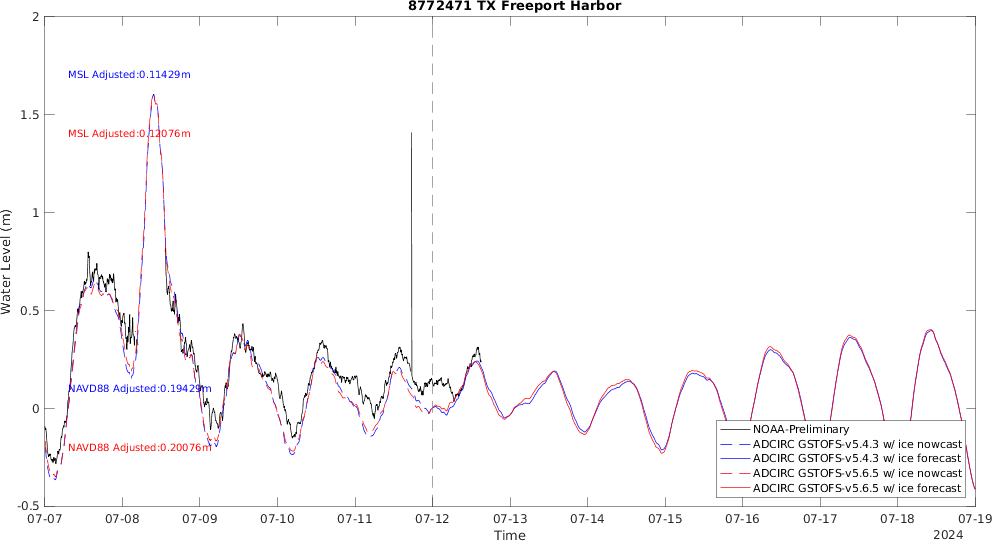 8772471 TX Freeport Harbor
2
1.5
1
0.5
0
-0.5
Water Level (m)
MSL Adjusted:0.11429m
MSL Adjusted:0.12076m
NAVD88 Adjusted:0.19429m
NAVD88 Adjusted:0.20076m
NOAA-Preliminary
ADCIRC GSTOFS-v5.4.3 w/ ice nowcast
ADCIRC GSTOFS-v5.4.3 w/ ice forecast
ADCIRC GSTOFS-v5.6.5 w/ ice nowcast
ADCIRC GSTOFS-v5.6.5 w/ ice forecast
07-07 07-08 07-09 07-10 07-11 07-12 07-13 07-14 07-15 07-16 07-17 07-18 07-19
Time
2024